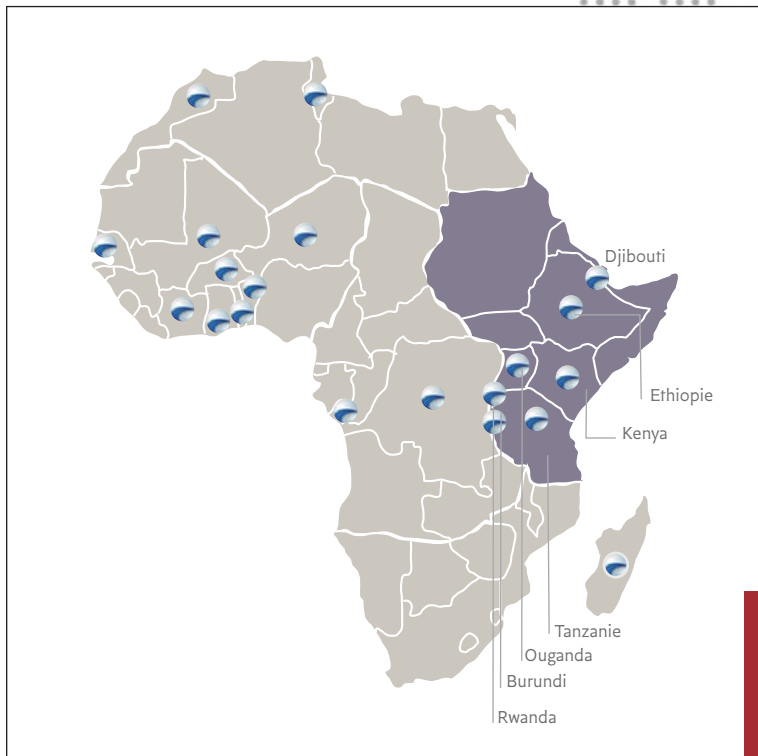 Djibouti
Ethiopie
Kenya
Tanzanie
Ouganda
Burundi
Rwanda